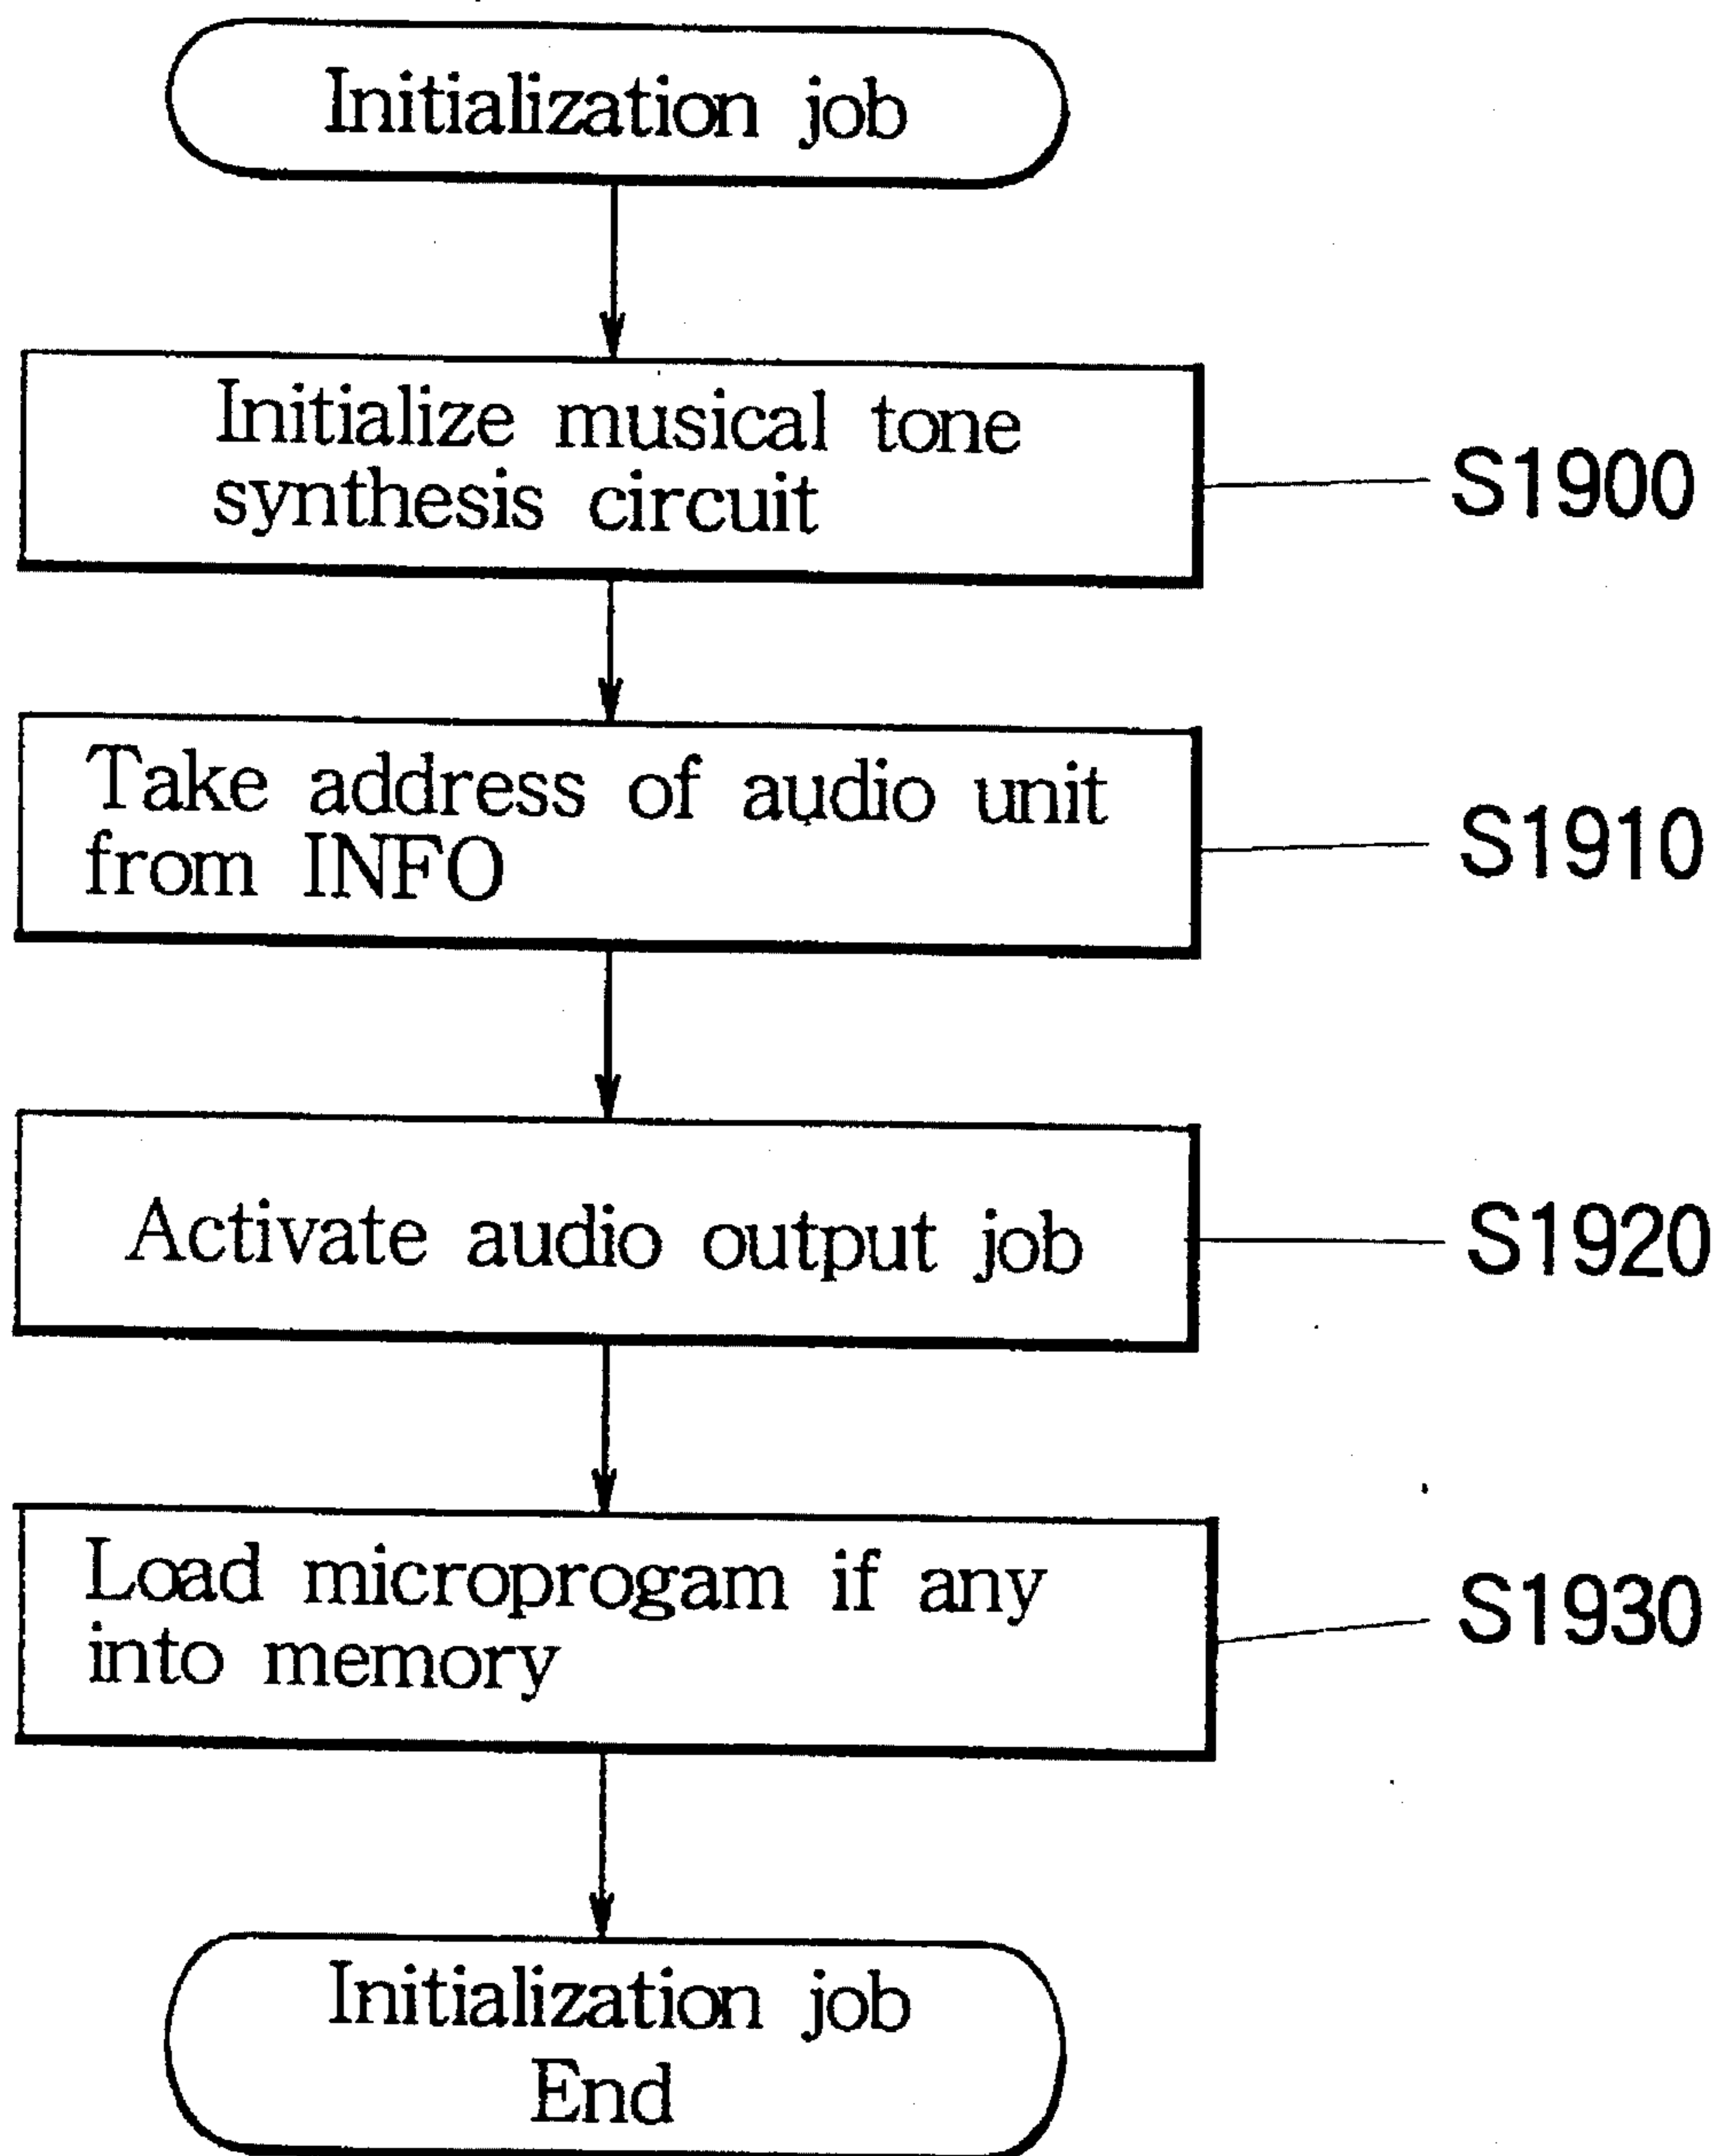 Initialization job
Initialize musical tone
synthesis circuit
S1900
Take address of audio unit
from INFO
S1910
Activate audio output job
S1920
Load microprogam if any
into memory
S1930
Initialization job
End